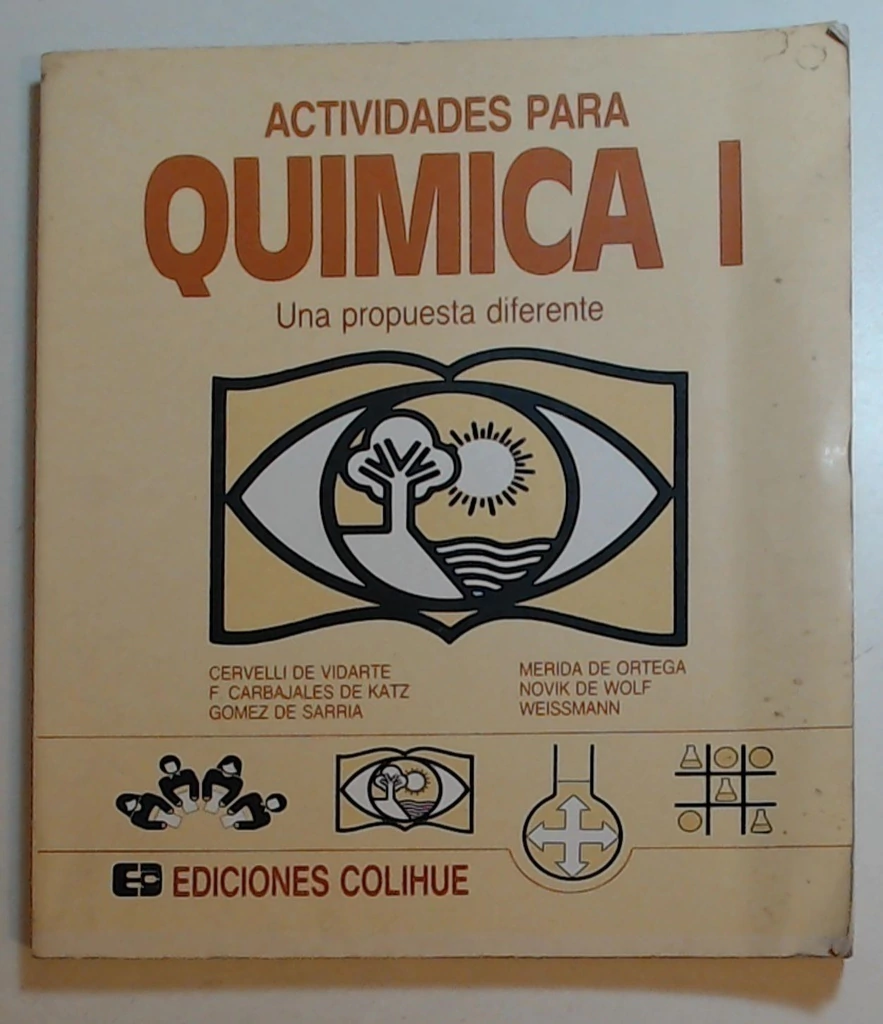 ACTIVIDADES PARA
QUIMICA I
Una propuesta diferente
CERVELLI DE VIDARTE
F. CARBAJALES DE KATZ
GOMEZ DE SARRIA
MERIDA DE ORTEGA
NOVIK DE WOLF
WEISSMANN
EDICIONES COLIHUE